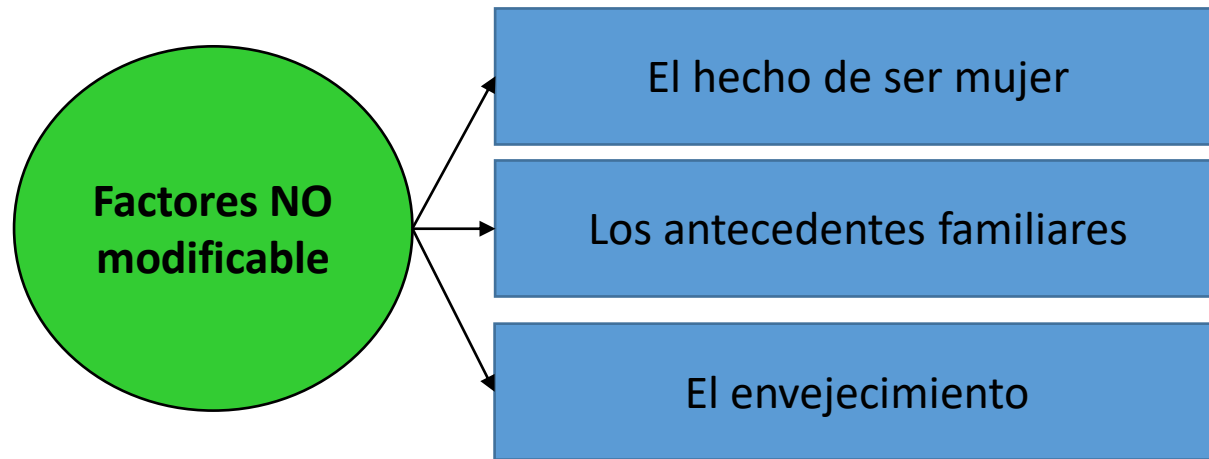 Factores NO
modificable
El hecho de ser mujer
Los antecedentes familiares
El envejecimiento